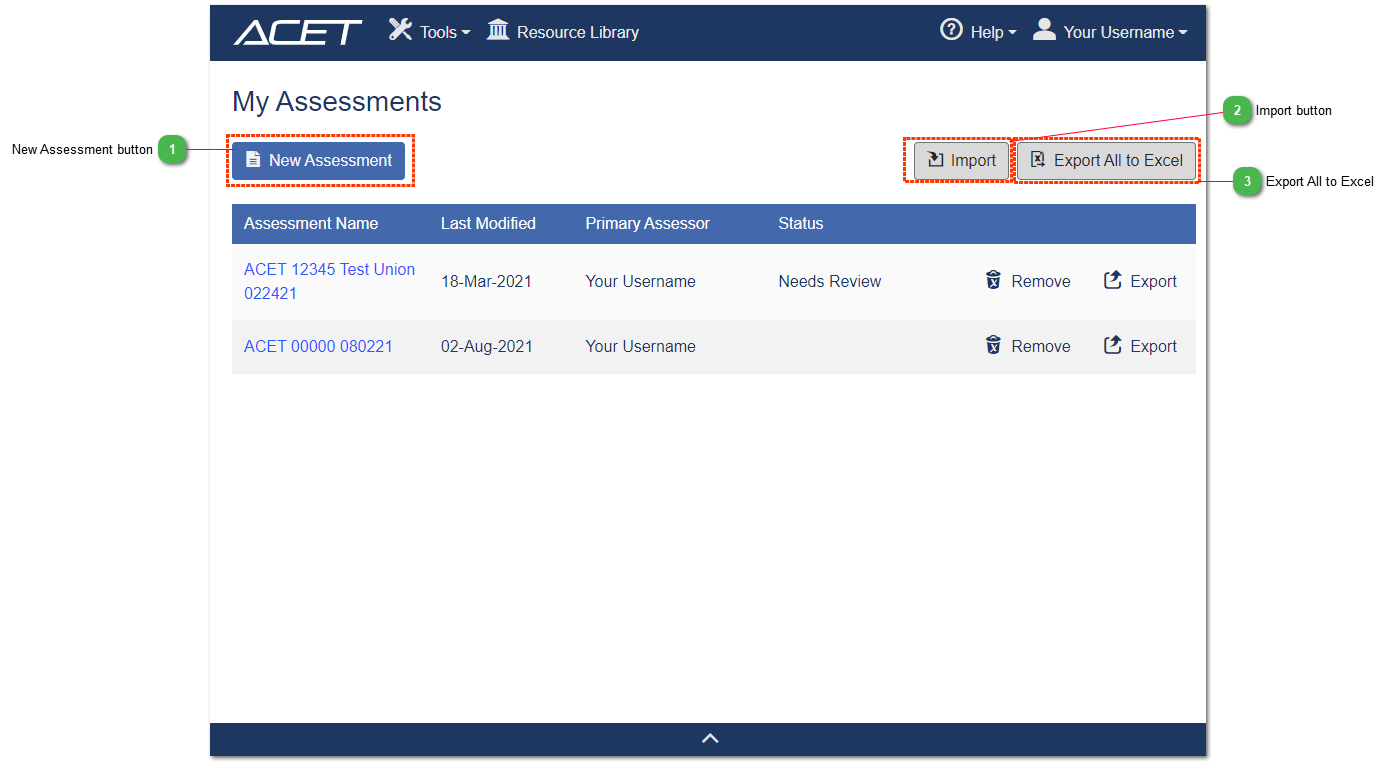 ACET Tools Resource Library Help Your Username
My Assessments
2 Import button
New Assessment button 1 New Assessment Import Export All to Excel
3 Export All to Excel
Assessment Name Last Modified Primary Assessor Status
ACET 12345 Test Union
022421 18-Mar-2021 Your Username Needs Review Remove Export
ACET 00000 080221 02-Aug-2021 Your Username Remove Export